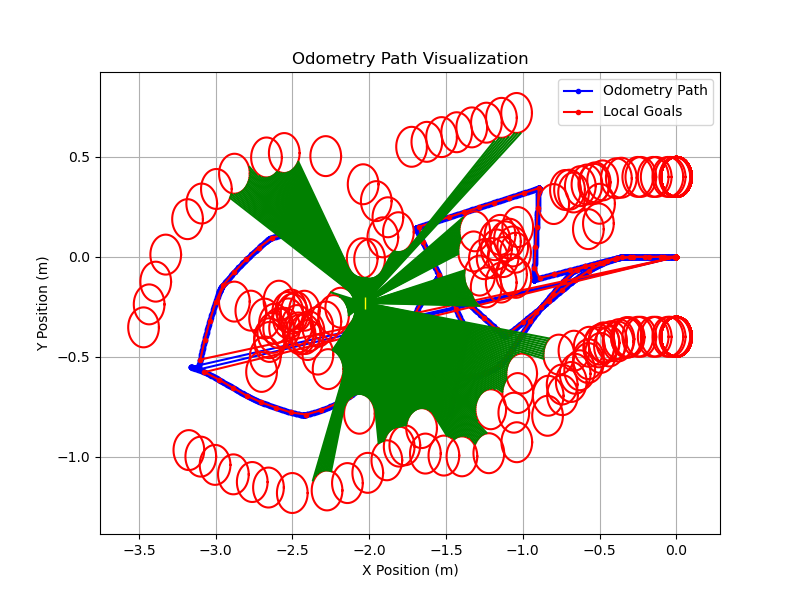 Odometry Path Visualization
Odometry Path
Local Goals
Y Position (m)
0.5
0.0
−0.5
−1.0
−3.5 −3.0 −2.5 −2.0 −1.5 −1.0 −0.5 0.0
X Position (m)